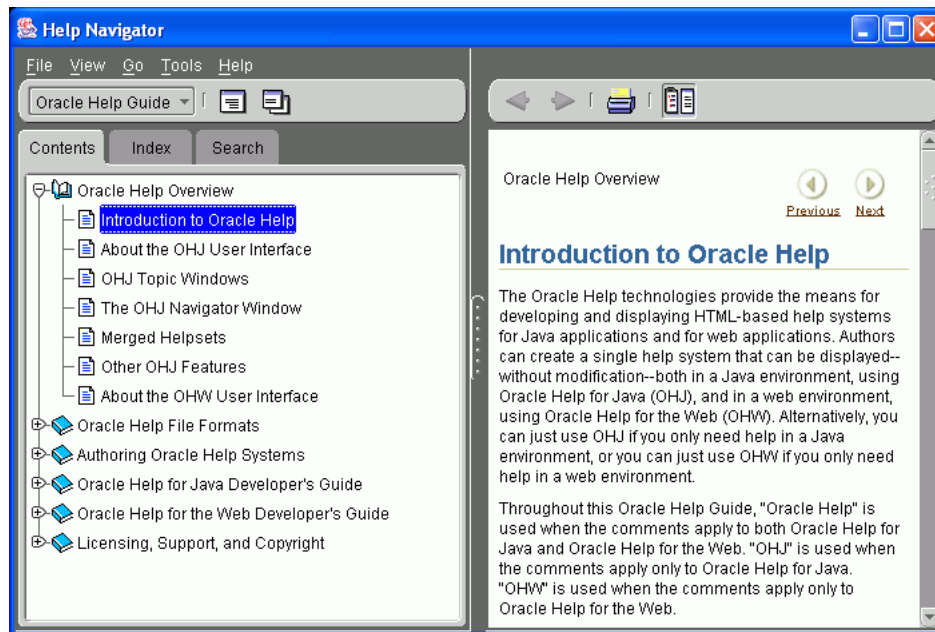 Help Navigator
File View Go Tools Help
Oracle Help Guide
Contents Index Search
Oracle Help Overview
Introduction to Oracle Help
About the OHJ User Interface
OHJ Topic Windows
The OHJ Navigator Window
Merged Helpsets
Other OHJ Features
About the OHW User Interface
Oracle Help File Formats
Authoring Oracle Help Systems
Oracle Help for Java Developer's Guide
Oracle Help for the Web Developer's Guide
Licensing, Support, and Copyright
Oracle Help Overview
Previous Next
Introduction to Oracle Help
The Oracle Help technologies provide the means for
developing and displaying HTML-based help systems
for Java applications and for web applications. Authors
can create a single help system that can be displayed--
without modification--both in a Java environment, using
Oracle Help for Java (OHJ), and in a web environment,
using Oracle Help for the Web (OHW). Alternatively, you
can just use OHJ if you only need help in a Java
environment, or you can just use OHW if you only need
help in a web environment.
Throughout this Oracle Help Guide, "Oracle Help" is
used when the comments apply to both Oracle Help for
Java and Oracle Help for the Web. "OHJ" is used when
the comments apply only to Oracle Help for Java.
"OHW" is used when the comments apply only to
Oracle Help for the Web.